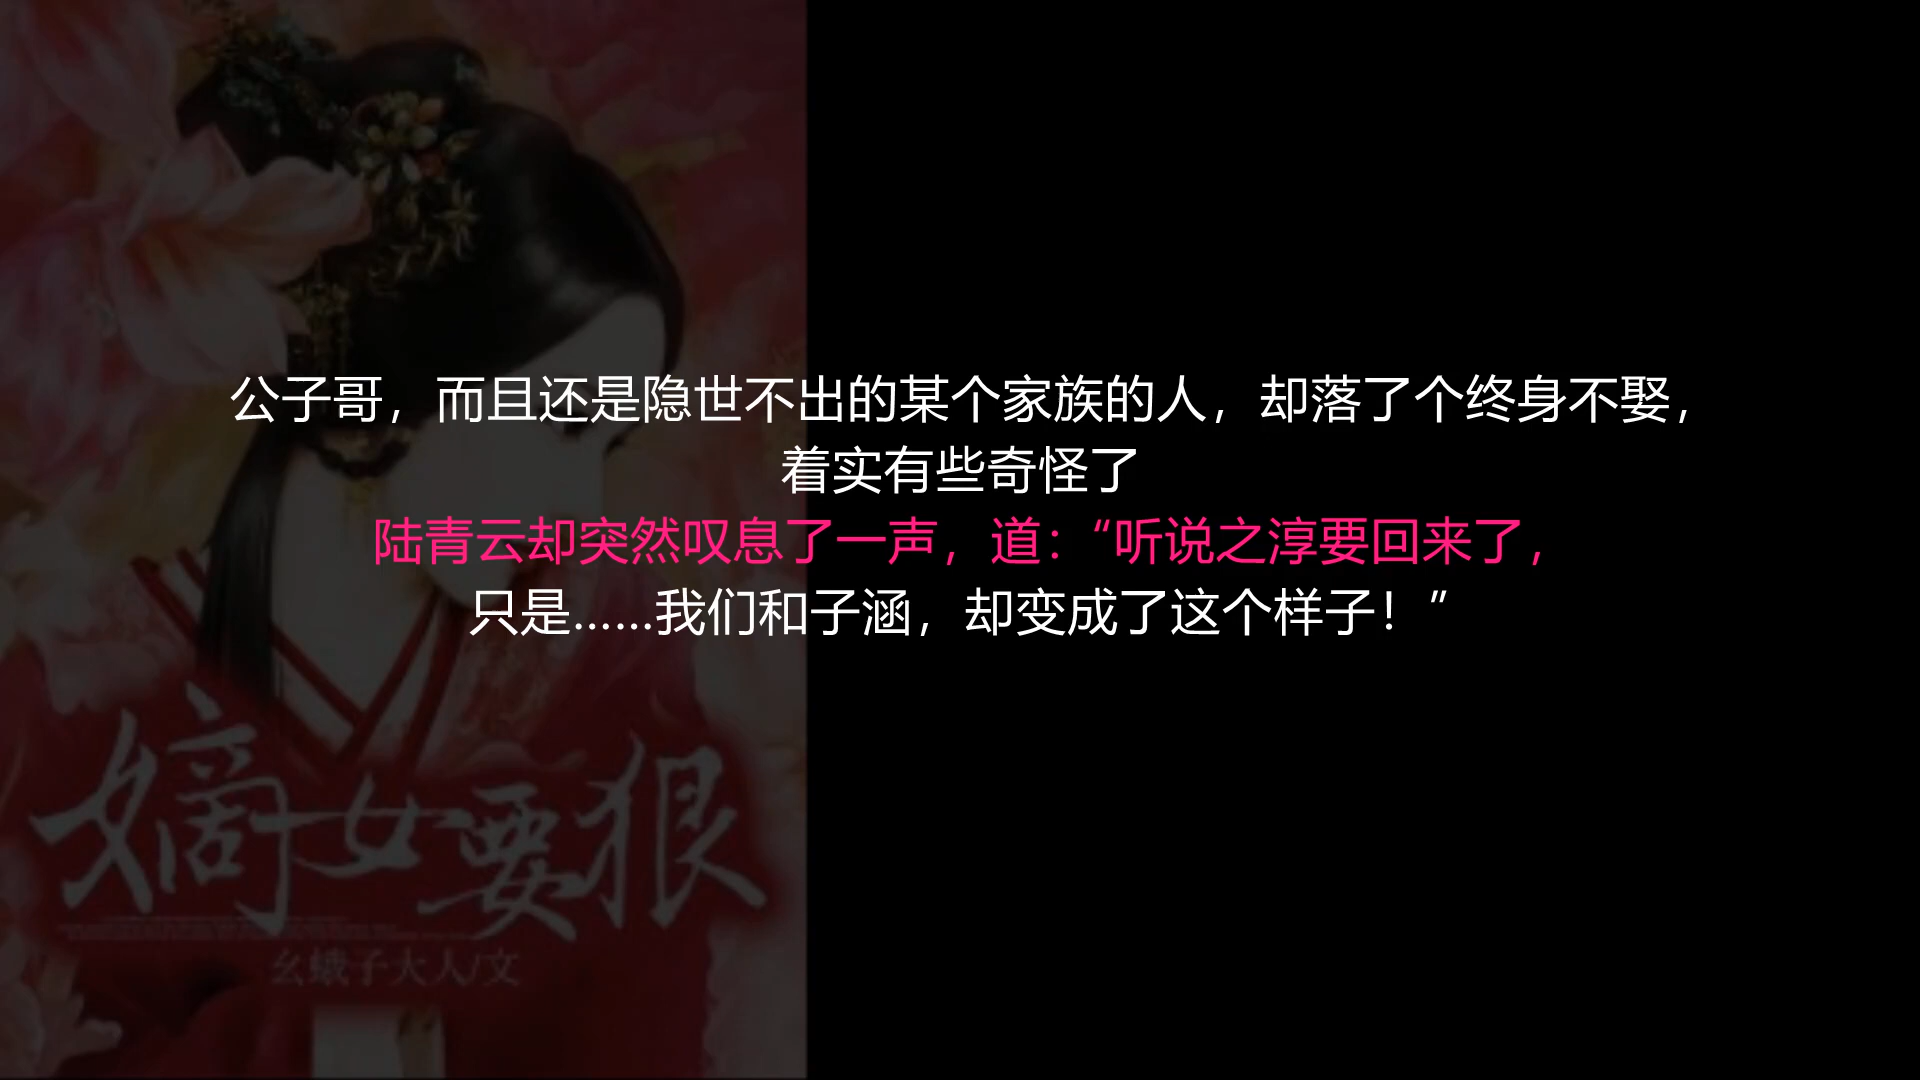 公子哥，而且还是隐世不出的某个家族的人，却落了个终身不娶，
着实有些奇怪了
陆青云却突然叹息了一声，道：“听说之淳要回来了，
只是……我们和子涵，却变成了这个样子！”
嫡女要狠
幺蛾子大人/文